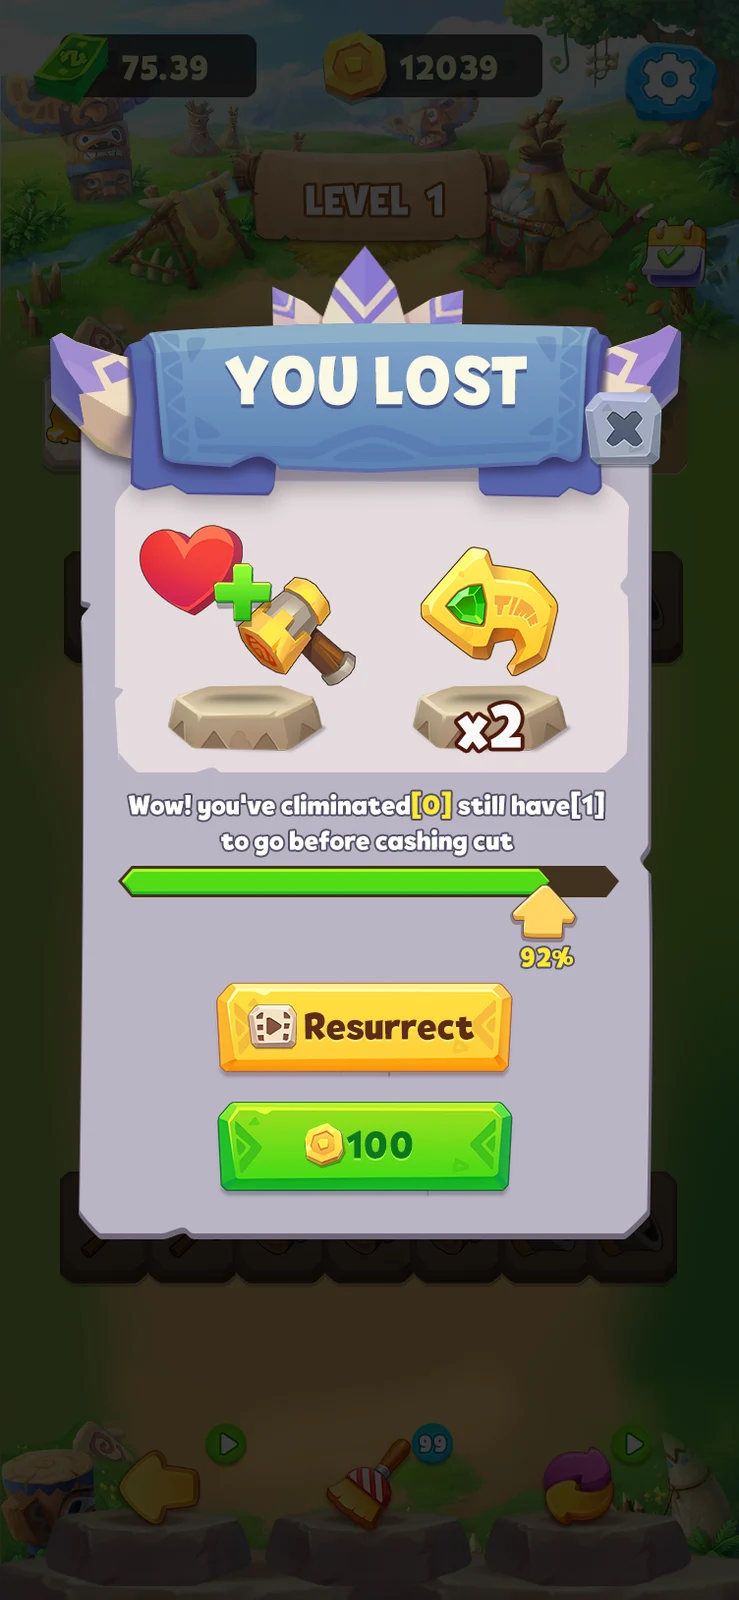 75.39
12039
LEVEL 1
YOU LOST
TIME
x2
Wow! you've climinated[0] still have[1]
to go before cashing cut
92%
Resurrect
100
99